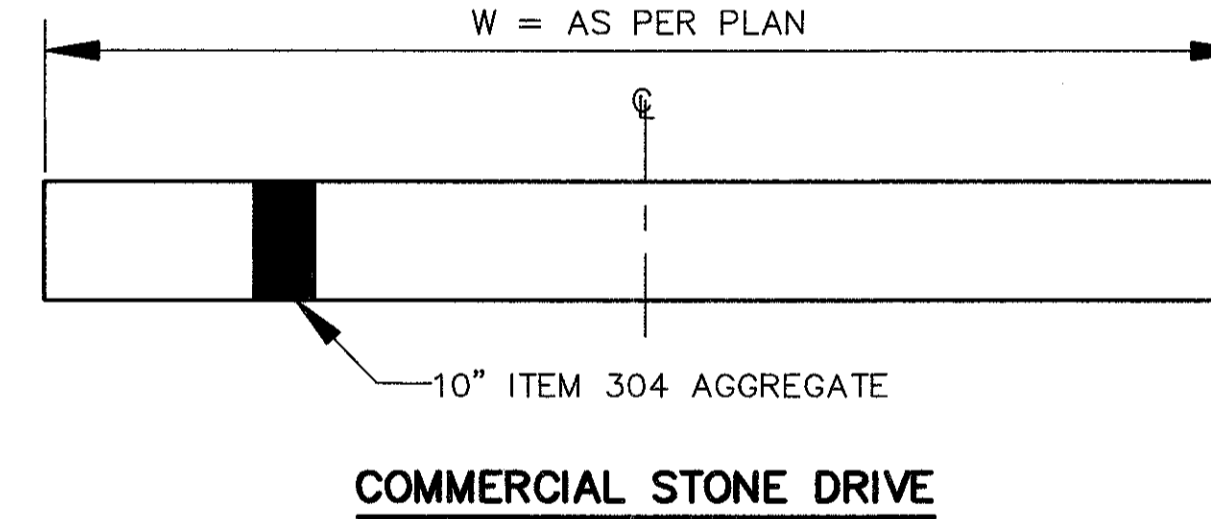 W = AS PER PLAN
℄
10” ITEM 304 AGGREGATE
COMMERCIAL STONE DRIVE